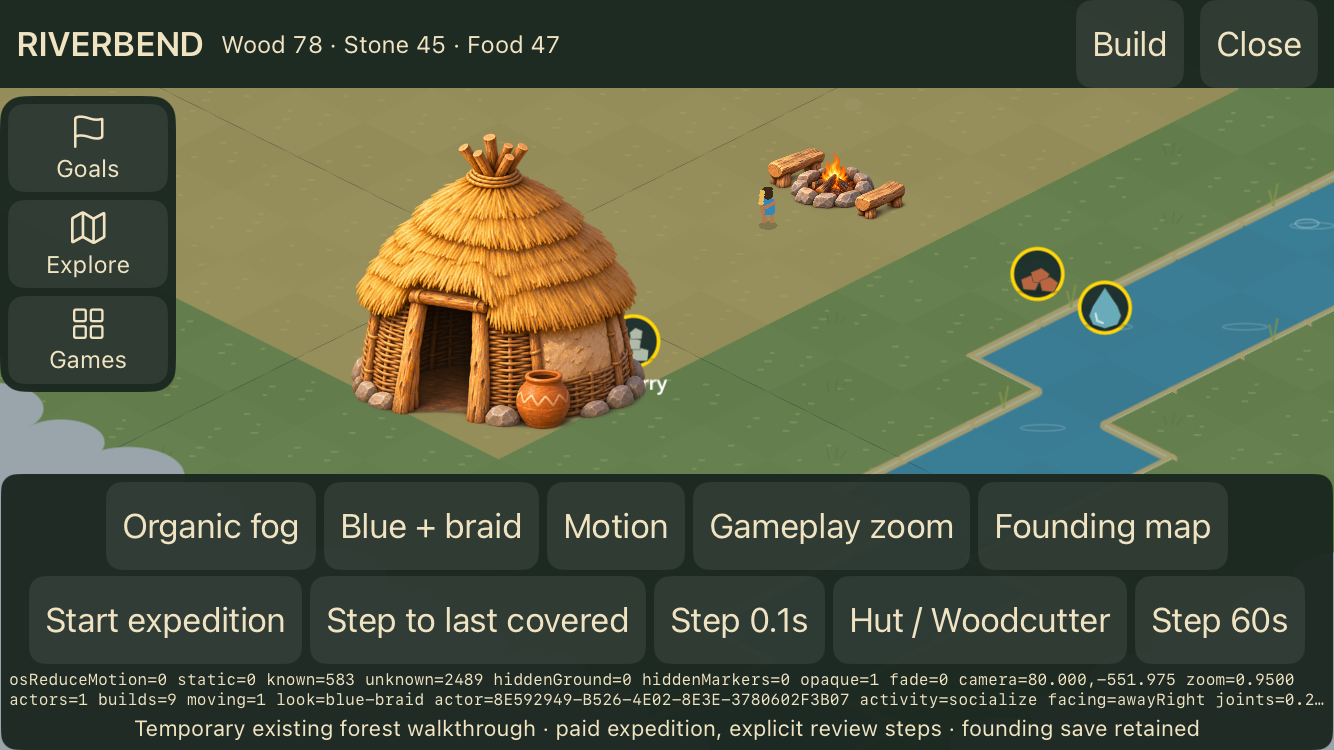 RIVERBEND Wood 78 · Stone 45 · Food 47 Build Close
Goals
Explore
Games
rry
Organic fog Blue + braid Motion Gameplay zoom Founding map
Start expedition Step to last covered Step 0.1s Hut / Woodcutter Step 60s
osReduceMotion=0 static=0 known=583 unknown=2489 hiddenGround=0 hiddenMarkers=0 opaque=1 fade=0 camera=80.000,−551.975 zoom=0.9500
actors=1 builds=9 moving=1 look=blue-braid actor=8E592949-B526-4E02-8E3E-3780602F3B07 activity=socialize facing=awayRight joints=0.2…
Temporary existing forest walkthrough · paid expedition, explicit review steps · founding save retained